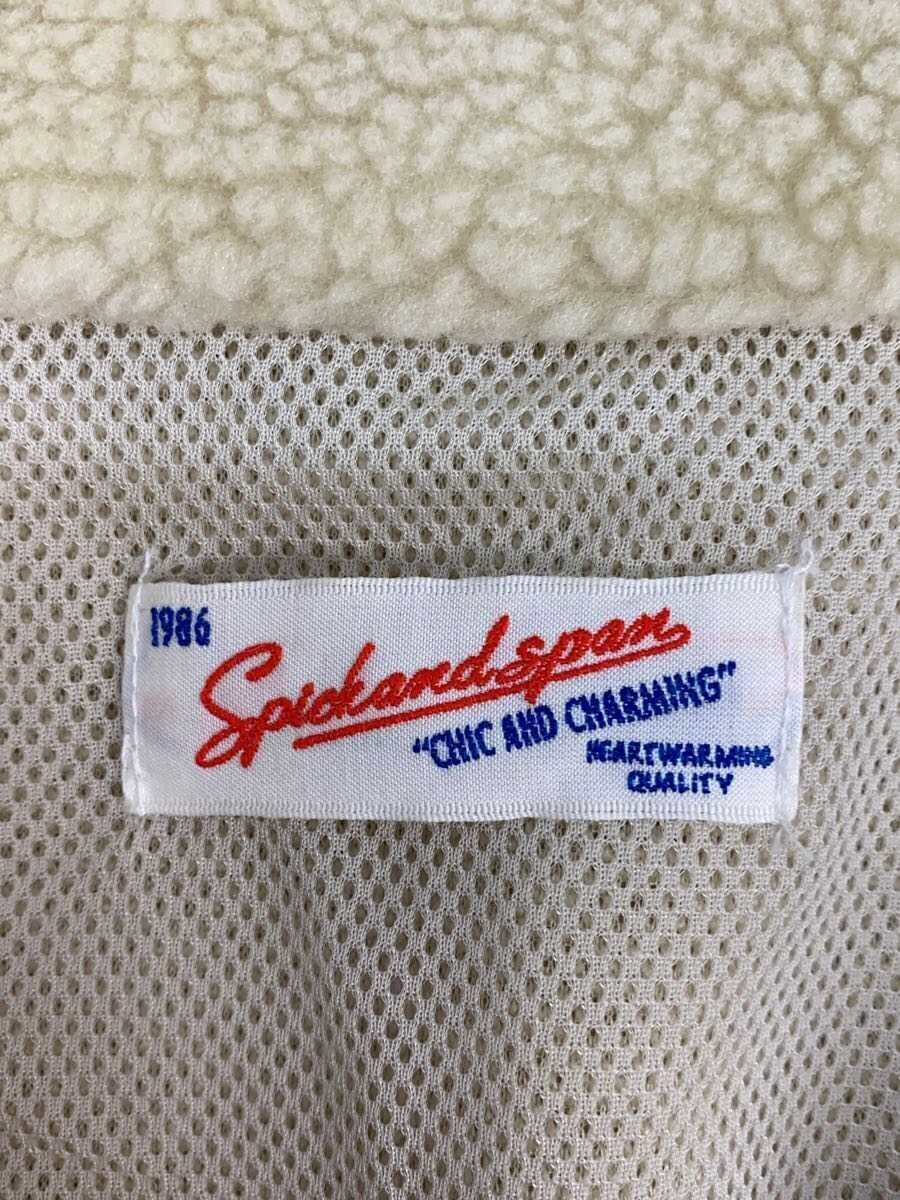 1986
Spickandspan
"CHIC AND CHARMING"
HEARTWARMING
QUALITY